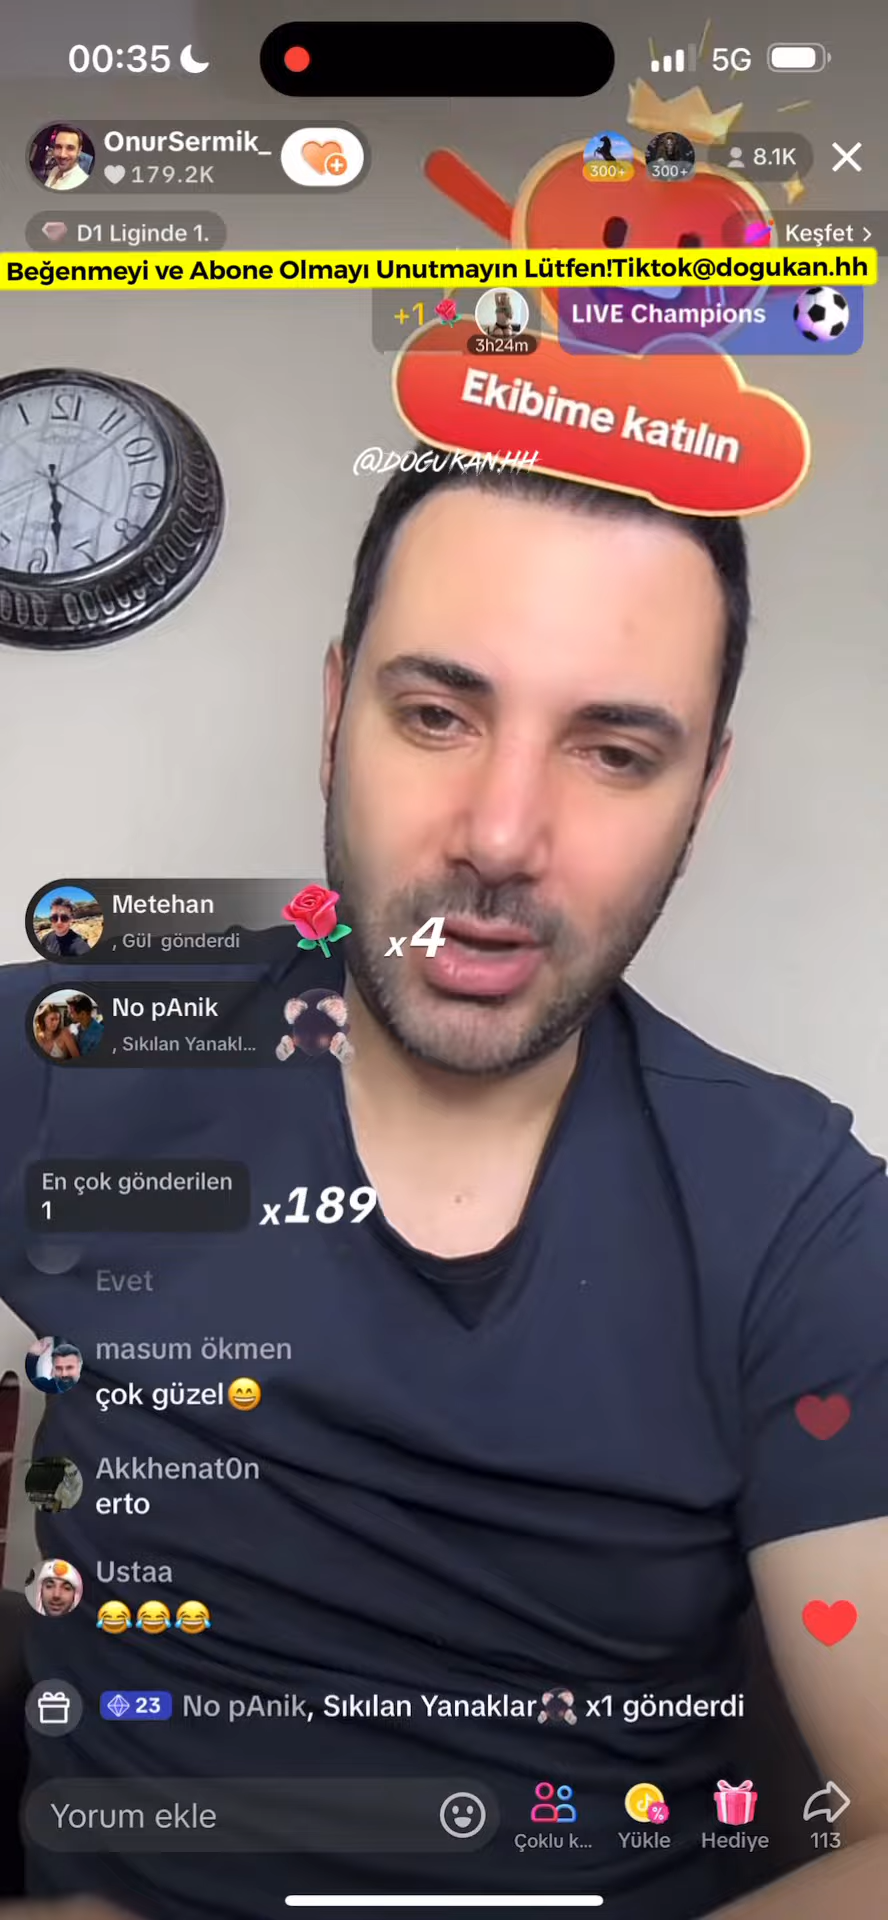 00:35
5G
OnurSermik_
179.2K
300+
300+
8.1K
D1 Liginde 1.
Keşfet >
Beğenmeyi ve Abone Olmayı Unutmayın Lütfen!Tiktok@dogukan.hh
+1
3h24m
LIVE Champions
Ekibime katılın
@DOGUKAN.HH
Metehan
, Gül gönderdi
x4
No pAnik
, Sıkılan Yanakl...
En çok gönderilen
1
x189
Evet
masum ökmen
çok güzel😄
Akkhenat0n
erto
Ustaa
😂😂😂
23 No pAnik, Sıkılan Yanaklar x1 gönderdi
Yorum ekle
Çoklu k...
Yükle
Hediye
113